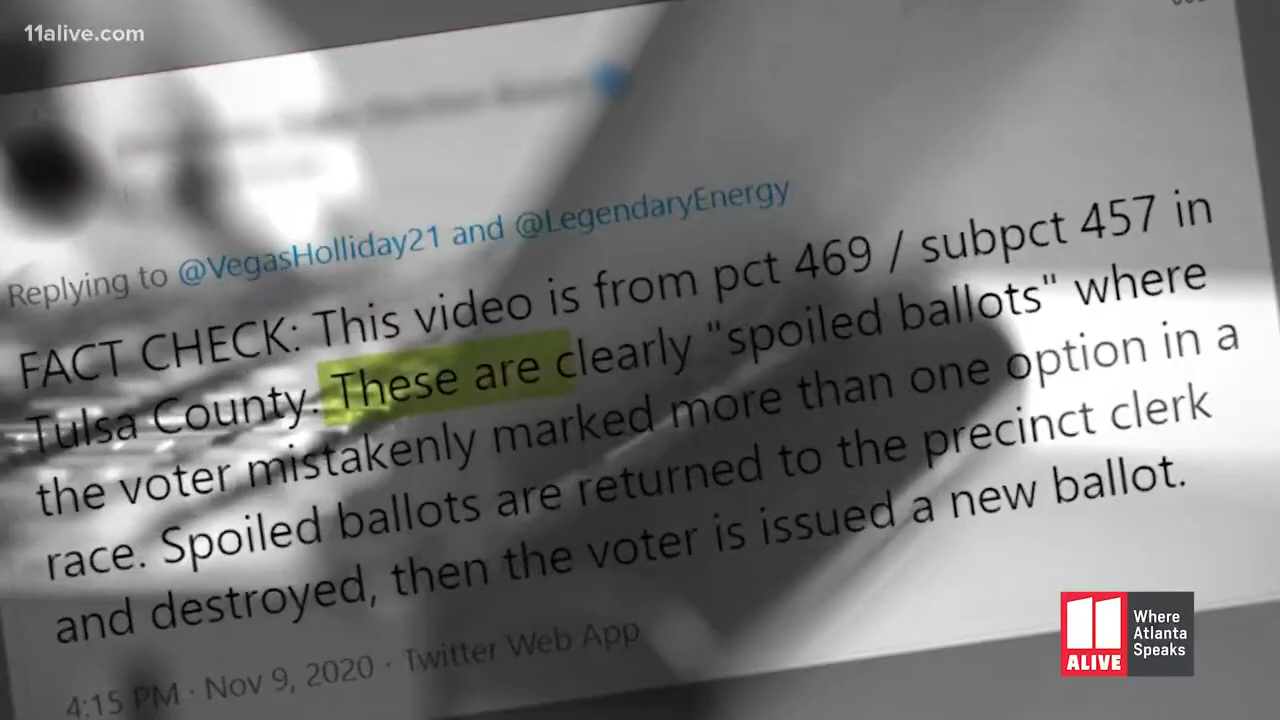 11alive.com
Replying to @VegasHolliday21 and @LegendaryEnergy
FACT CHECK: This video is from pct 469 / subpct 457 in
Tulsa County. These are clearly "spoiled ballots" where
the voter mistakenly marked more than one option in a
race. Spoiled ballots are returned to the precinct clerk
and destroyed, then the voter is issued a new ballot.
4:15 PM · Nov 9, 2020 · Twitter Web App
11
ALIVE
Where
Atlanta
Speaks